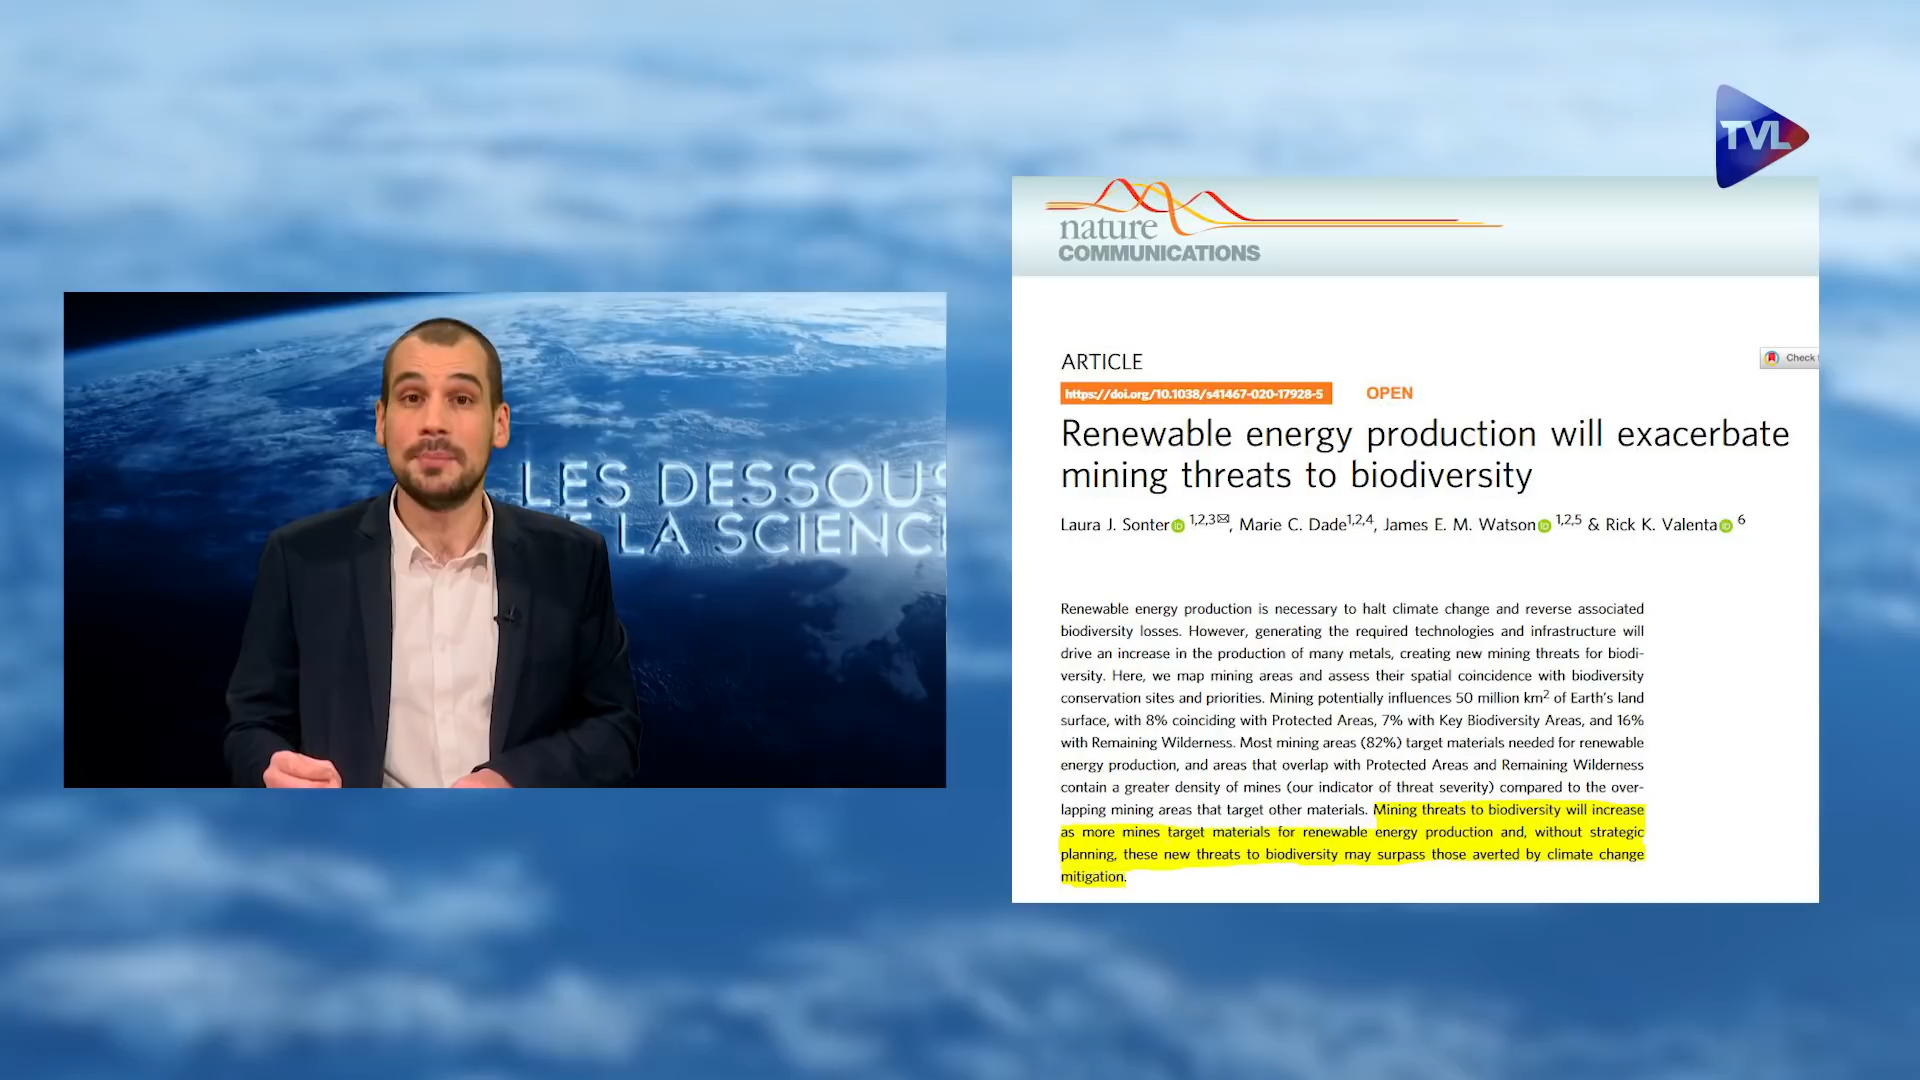 TVL
LES DESSOUS
DE LA SCIENC
nature
COMMUNICATIONS
ARTICLE
Check
https://doi.org/10.1038/s41467-020-17928-5 OPEN
Renewable energy production will exacerbate
mining threats to biodiversity
Laura J. Sonter 1,2,3✉, Marie C. Dade1,2,4, James E. M. Watson 1,2,5 & Rick K. Valenta 6
Renewable energy production is necessary to halt climate change and reverse associated
biodiversity losses. However, generating the required technologies and infrastructure will
drive an increase in the production of many metals, creating new mining threats for biodi-
versity. Here, we map mining areas and assess their spatial coincidence with biodiversity
conservation sites and priorities. Mining potentially influences 50 million km² of Earth's land
surface, with 8% coinciding with Protected Areas, 7% with Key Biodiversity Areas, and 16%
with Remaining Wilderness. Most mining areas (82%) target materials needed for renewable
energy production, and areas that overlap with Protected Areas and Remaining Wilderness
contain a greater density of mines (our indicator of threat severity) compared to the over-
lapping mining areas that target other materials. Mining threats to biodiversity will increase
as more mines target materials for renewable energy production and, without strategic
planning, these new threats to biodiversity may surpass those averted by climate change
mitigation.